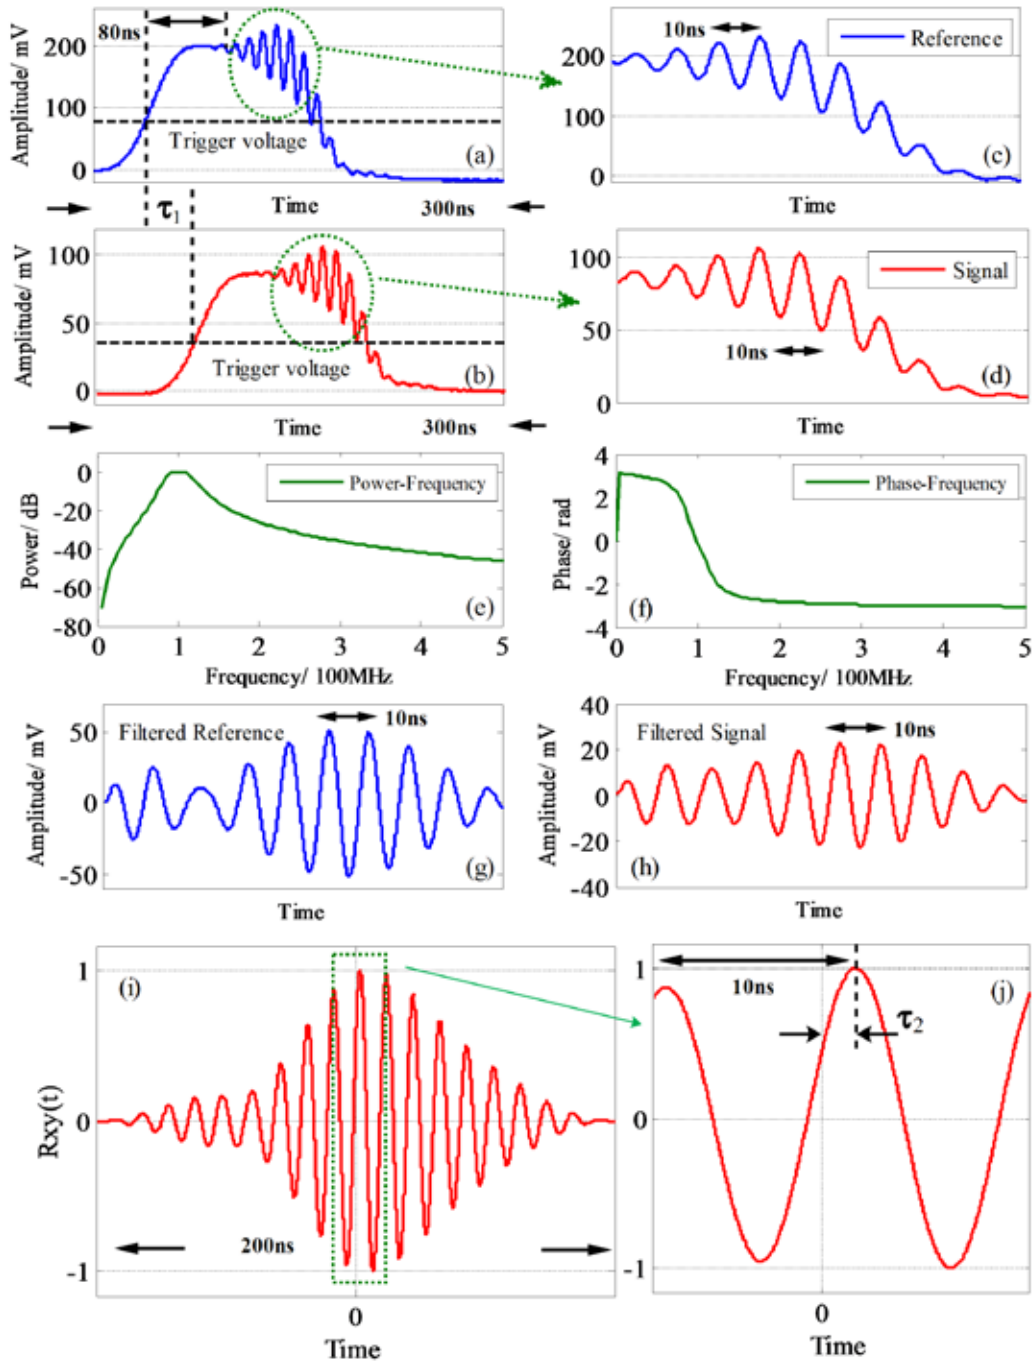 80ns
Amplitude/ mV
200
100
0
Trigger voltage
(a)
Time
300ns
τ1
10ns
Reference
200
100
0
(c)
Time
Amplitude/ mV
100
50
0
Trigger voltage
(b)
Time
300ns
100
50
0
Signal
10ns
(d)
Time
Power/ dB
0
-20
-40
-60
-80
Power-Frequency
(e)
0 1 2 3 4 5
Frequency/ 100MHz
Phase/ rad
4
2
0
-2
-4
Phase-Frequency
(f)
0 1 2 3 4 5
Frequency/ 100MHz
Amplitude/ mV
50
0
-50
Filtered Reference
10ns
(g)
Time
Amplitude/ mV
40
20
0
-20
-40
Filtered Signal
10ns
(h)
Time
Rxy(t)
1
0
-1
(i)
200ns
0
Time
1
0
-1
10ns
(j)
τ2
0
Time